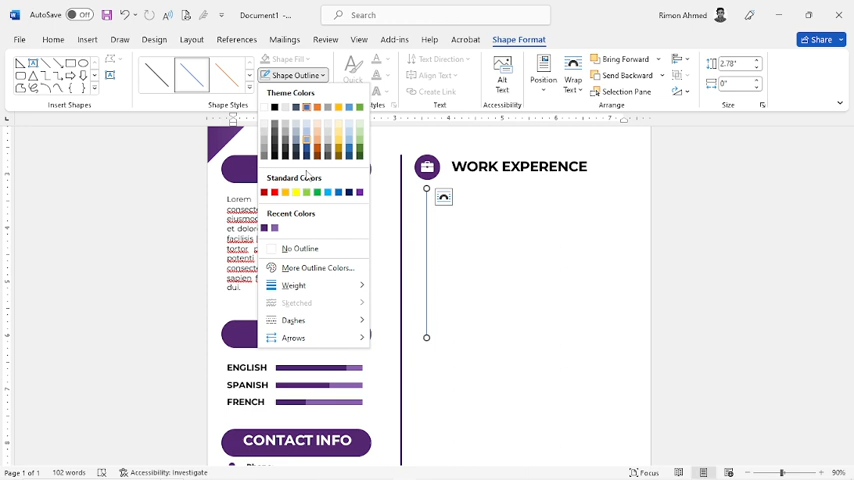 AutoSave Off Document1 -... Search Rimon Ahmed
File Home Insert Draw Design Layout References Mailings Review View Add-ins Help Acrobat Shape Format Share
Shape Fill
Shape Outline
Quick
Text Direction
Align Text
Create Link
Alt
Text
Position
Wrap
Text
Bring Forward
Send Backward
Selection Pane
2.78"
0"
Insert Shapes Shape Styles Accessibility Arrange Size
Theme Colors
Standard Colors
Recent Colors
No Outline
More Outline Colors...
Weight
Sketched
Dashes
Arrows
Lorem
consecte
eiusmod
et dolor
facilisis
tortor p
potenti
consecte
sapien f
dui.
ENGLISH
SPANISH
FRENCH
CONTACT INFO
Phone
WORK EXPERENCE
Page 1 of 1 102 words Accessibility: Investigate Focus 90%